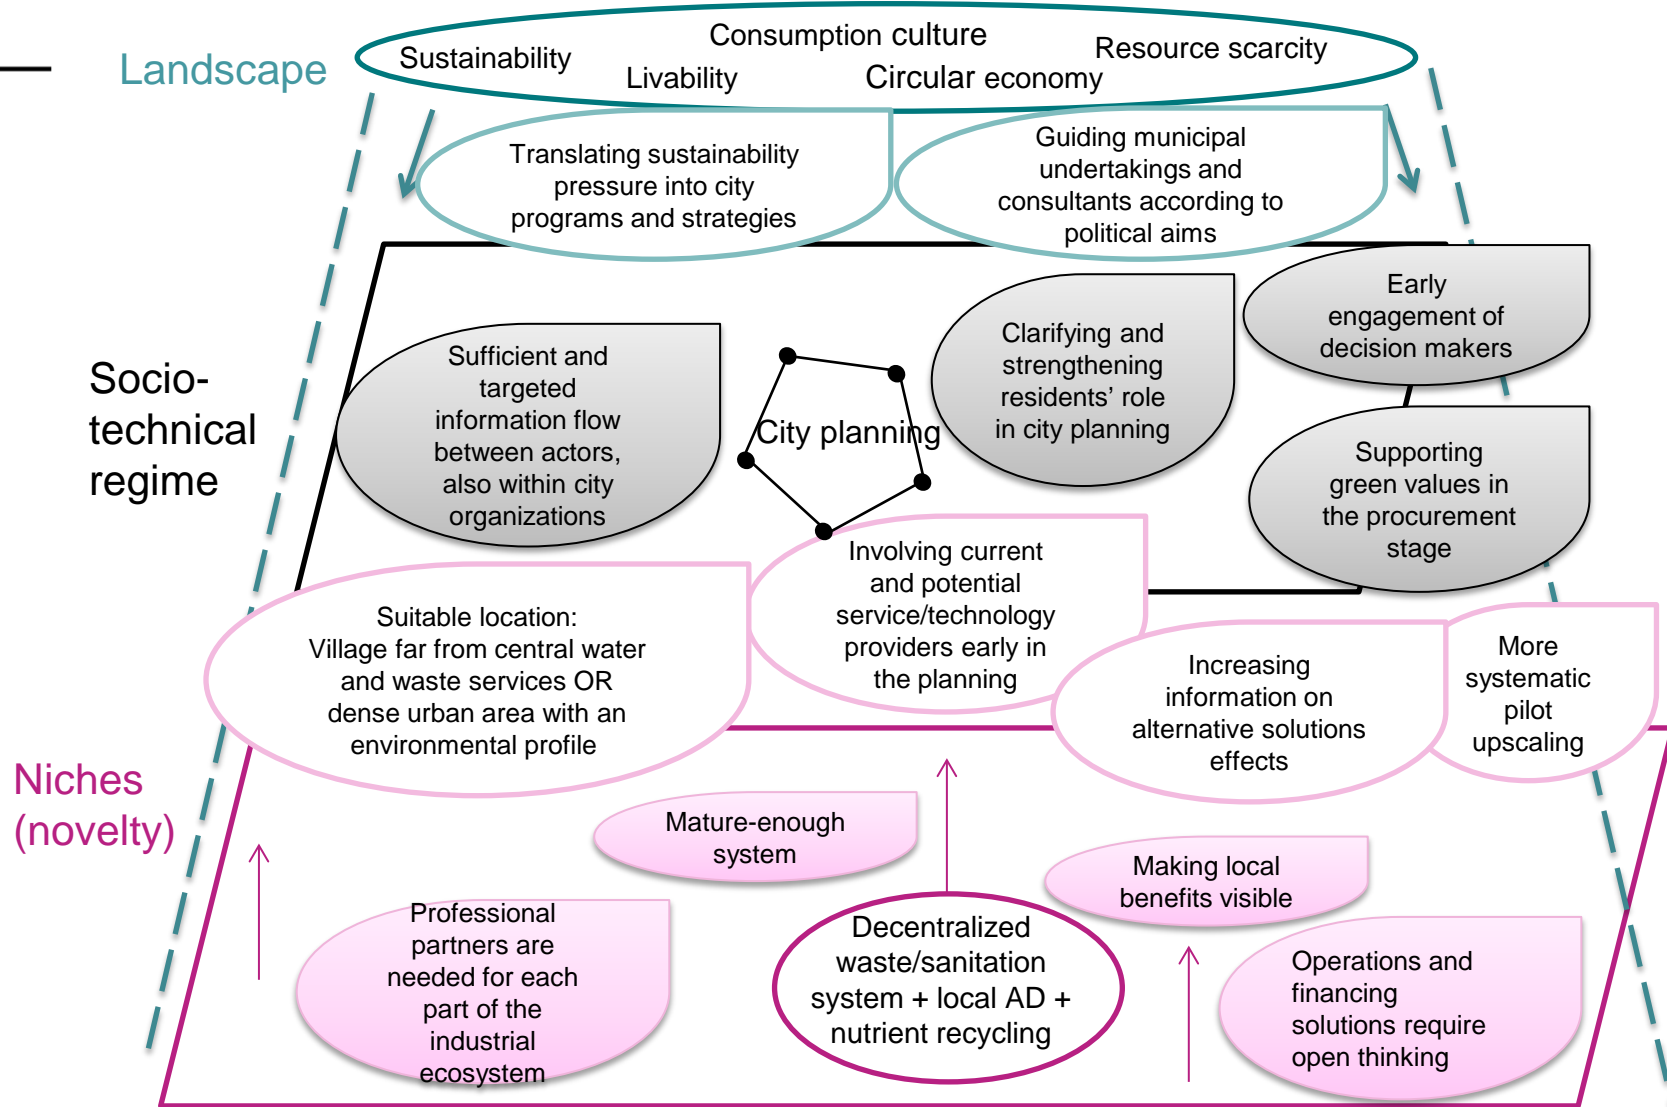 Landscape
Sustainability
Consumption culture
Resource scarcity
Livability
Circular economy
Translating sustainability
pressure into city
programs and strategies
Guiding municipal
undertakings and
consultants according to
political aims
Socio-
technical
regime
Sufficient and
targeted
information flow
between actors,
also within city
organizations
City planning
Clarifying and
strengthening
residents’ role
in city planning
Early
engagement of
decision makers
Supporting
green values in
the procurement
stage
Suitable location:
Village far from central water
and waste services OR
dense urban area with an
environmental profile
Involving current
and potential
service/technology
providers early in
the planning
Increasing
information on
alternative solutions
effects
More
systematic
pilot
upscaling
Niches
(novelty)
Mature-enough
system
Making local
benefits visible
Professional
partners are
needed for each
part of the
industrial
ecosystem
Decentralized
waste/sanitation
system + local AD +
nutrient recycling
Operations and
financing
solutions require
open thinking